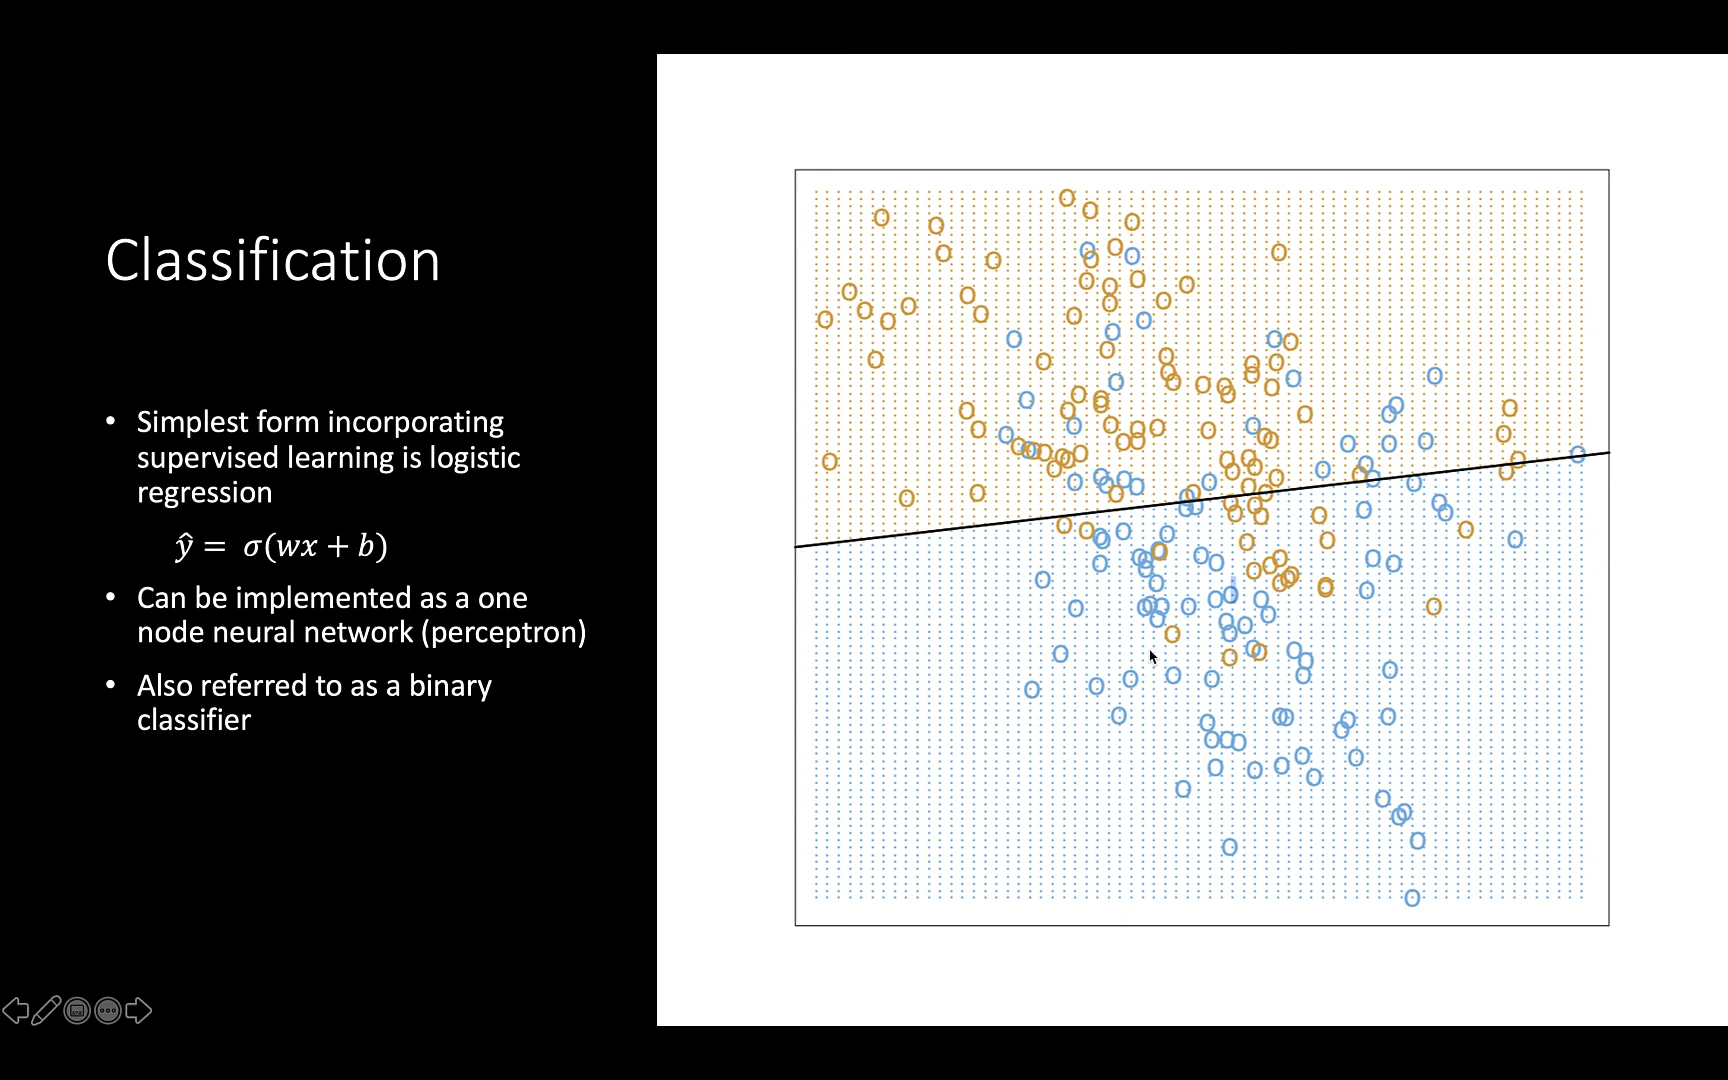 Classification
• Simplest form incorporating
supervised learning is logistic
regression
ŷ = σ(wx + b)
• Can be implemented as a one
node neural network (perceptron)
• Also referred to as a binary
classifier